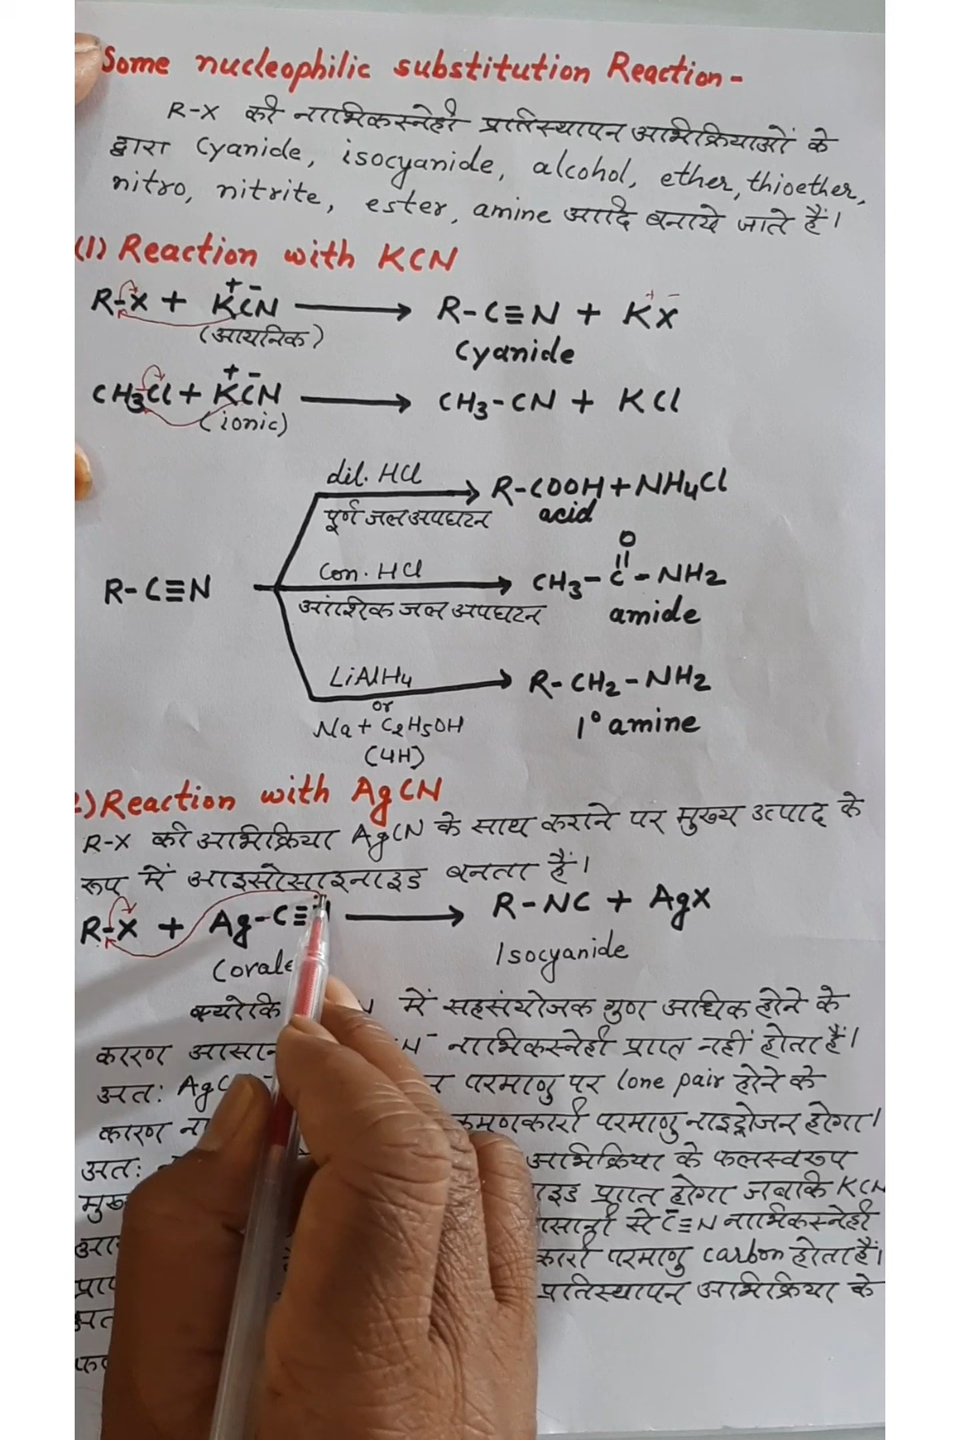 Some nucleophilic substitution Reaction-
R-X की नाभिकस्नेही प्रतिस्थापन अभिक्रियाओं के
द्वारा Cyanide, isocyanide, alcohol, ether, thioether,
nitro, nitrite, ester, amine आदि बनाये जाते हैं।
(1) Reaction with KCN
R-X + K⁺CN⁻ ⟶ R-C≡N + K⁺X⁻
(आयनिक) Cyanide
CH3Cl + K⁺CN⁻ ⟶ CH3-CN + KCl
(ionic)
dil. HCl R-COOH + NH4Cl
पूर्ण जल अपघटन acid
O
Con. HCl CH3-C-NH2
R-C≡N
आंशिक जल अपघटन amide
LiAlH4 R-CH2-NH2
or
Na + C2H5OH 1° amine
(4H)
) Reaction with AgCN
R-X की अभिक्रिया AgCN के साथ कराने पर मुख्य उत्पाद के
रूप में आइसोसाइनाइड बनता हैं।
R-X + Ag-C≡ ⟶ R-NC + AgX
Isocyanide
क्योकि में सहसंयोजक गुण अधिक होने के
कारण नाभिकस्नेही प्राप्त नहीं होता हैं।
अत: परमाणु पर lone pair होने के
कारण परमाणु नाइट्रोजन होगा।
अत: अभिक्रिया के फलस्वरूप
प्राप्त होगा जबकि KCN
से C̄≡N नाभिकस्नेही
परमाणु carbon होता हैं।
प्रतिस्थापन अभिक्रिया के